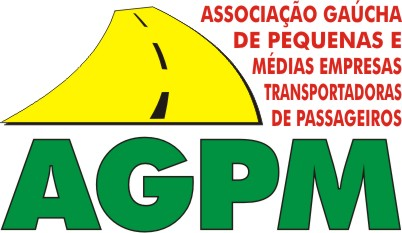 ASSOCIAÇÃO GAÚCHA
DE PEQUENAS E
MÉDIAS EMPRESAS
TRANSPORTADORAS
DE PASSAGEIROS
AGPM